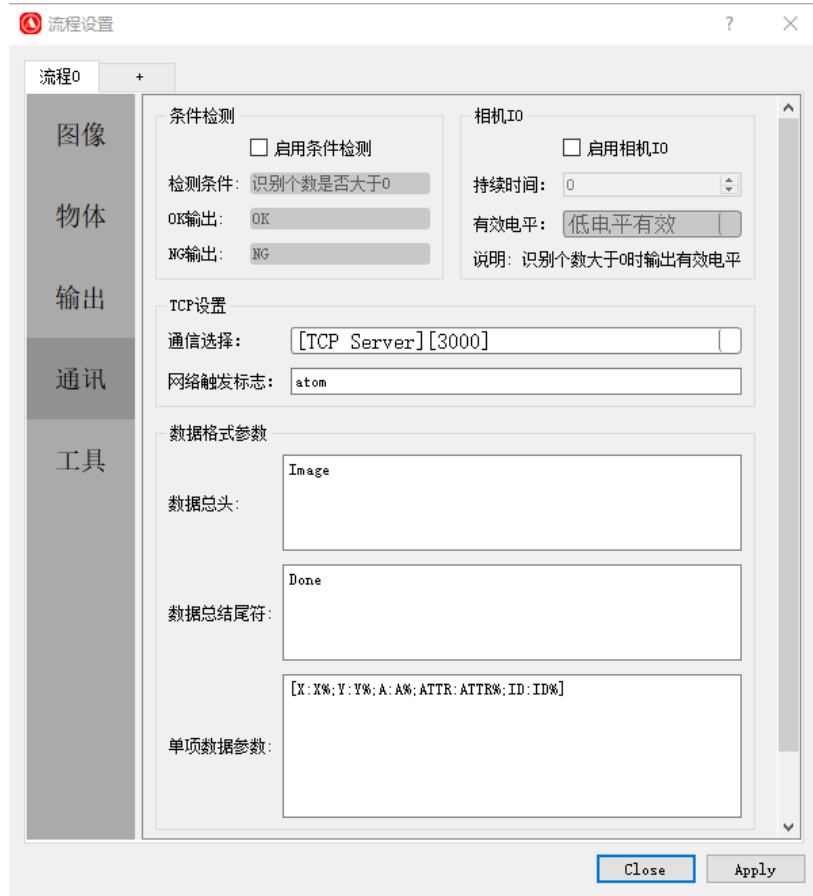 流程设置
?
流程0
+
图像
物体
输出
通讯
工具
条件检测
启用条件检测
检测条件: 识别个数是否大于0
OK输出: OK
NG输出: NG
相机IO
启用相机IO
持续时间: 0
有效电平: 低电平有效
说明: 识别个数大于0时输出有效电平
TCP设置
通信选择: [TCP Server][3000]
网络触发标志: atom
数据格式参数
数据总头: Image
数据总结尾符: Done
单项数据参数: [X:X%;Y:Y%;A:A%;ATTR:ATTR%;ID:ID%]
Close
Apply